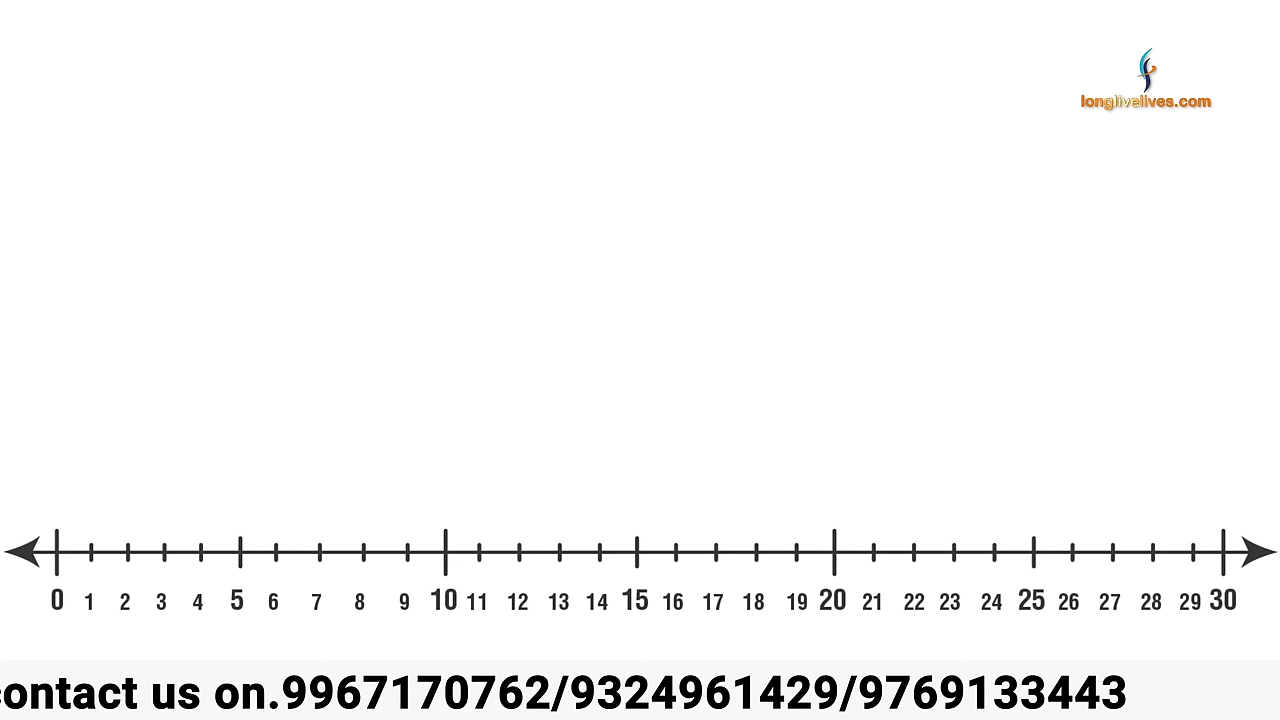 longlivelives.com
0 1 2 3 4 5 6 7 8 9 10 11 12 13 14 15 16 17 18 19 20 21 22 23 24 25 26 27 28 29 30
contact us on.9967170762/9324961429/9769133443